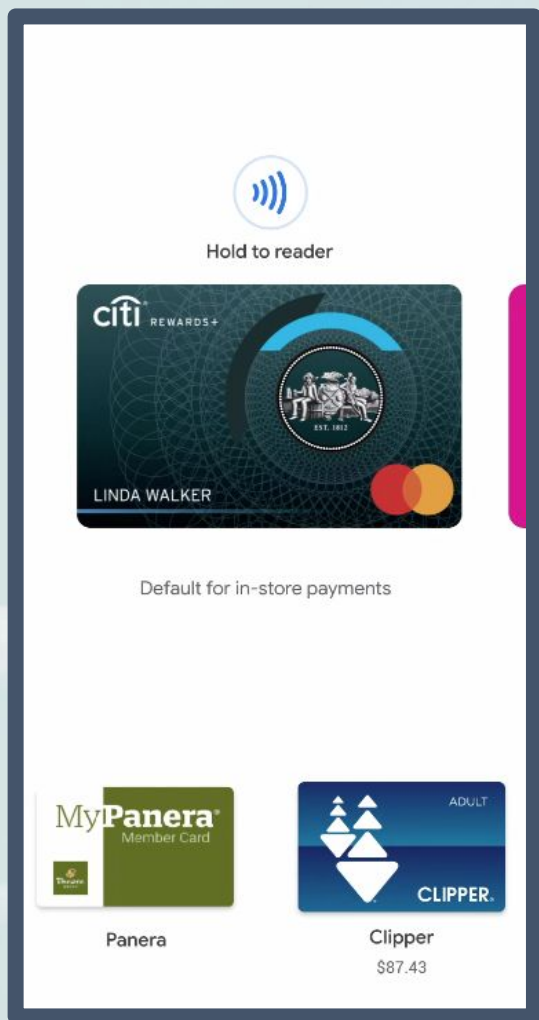 Hold to reader
citi REWARDS+
EST. 1812
LINDA WALKER
Default for in-store payments
MyPanera®
Member Card
Panera
ADULT
CLIPPER.
Clipper
$87.43